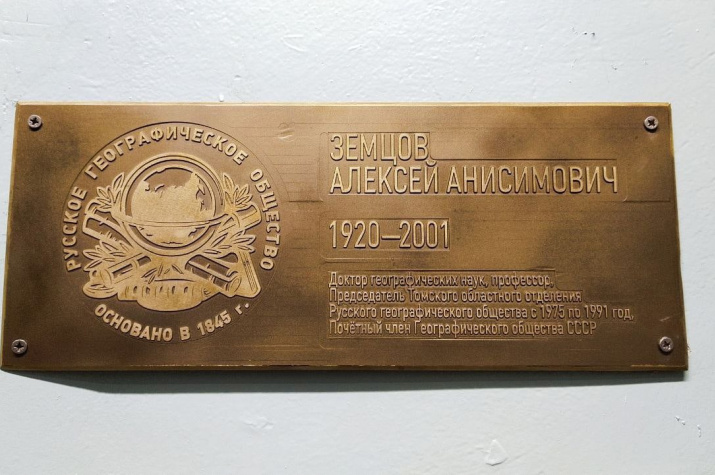 РУССКОЕ ГЕОГРАФИЧЕСКОЕ ОБЩЕСТВО
ОСНОВАНО В 1845 г.
ЗЕМЦОВ
АЛЕКСЕЙ АНИСИМОВИЧ
1920—2001
Доктор географических наук, профессор,
Председатель Томского областного отделения
Русского географического общества с 1975 по 1991 год,
Почётный член Географического общества СССР